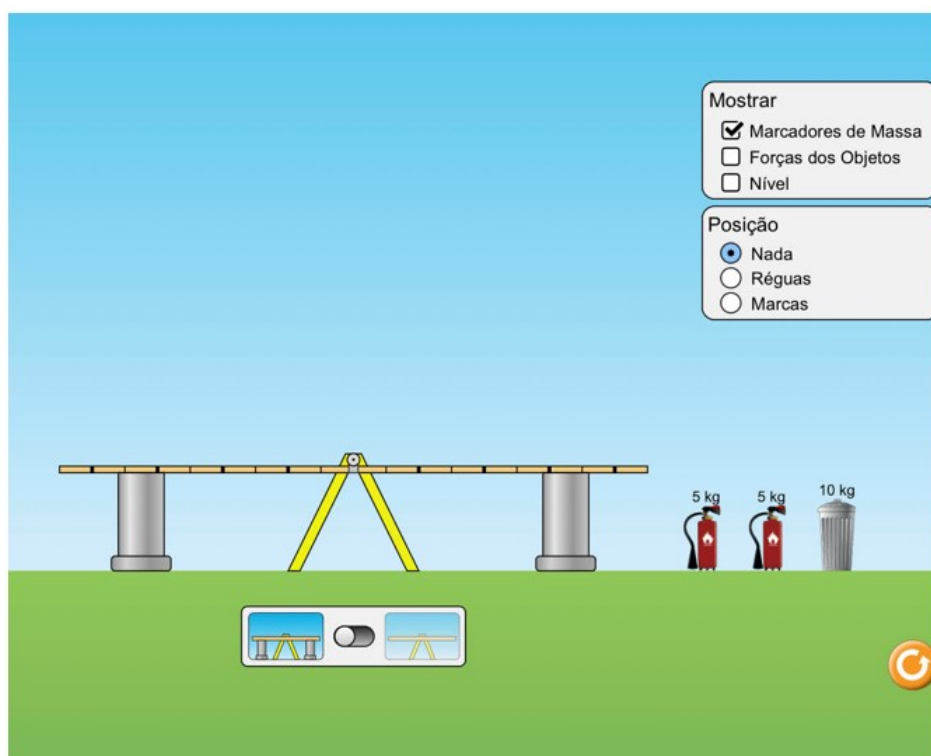 Mostrar
Marcadores de Massa
Forças dos Objetos
Nível
Posição
Nada
Réguas
Marcas
5 kg
5 kg
10 kg